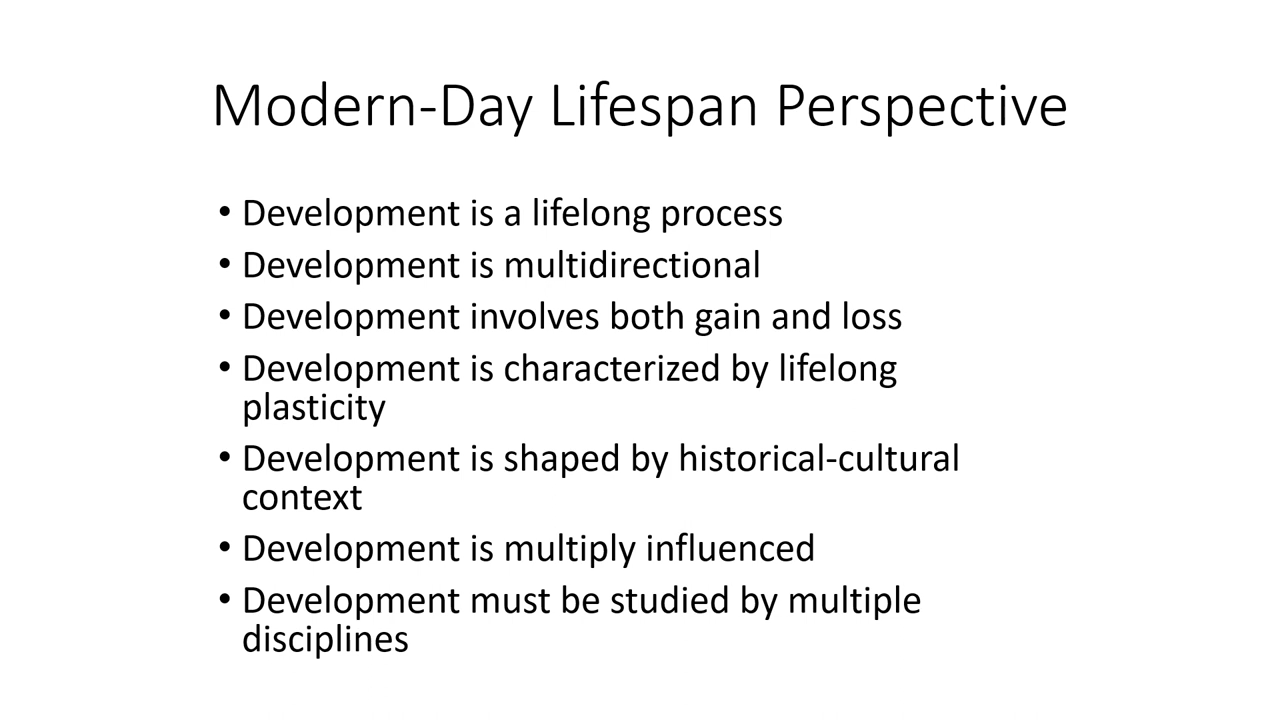 Modern-Day Lifespan Perspective
• Development is a lifelong process
• Development is multidirectional
• Development involves both gain and loss
• Development is characterized by lifelong
plasticity
• Development is shaped by historical-cultural
context
• Development is multiply influenced
• Development must be studied by multiple
disciplines